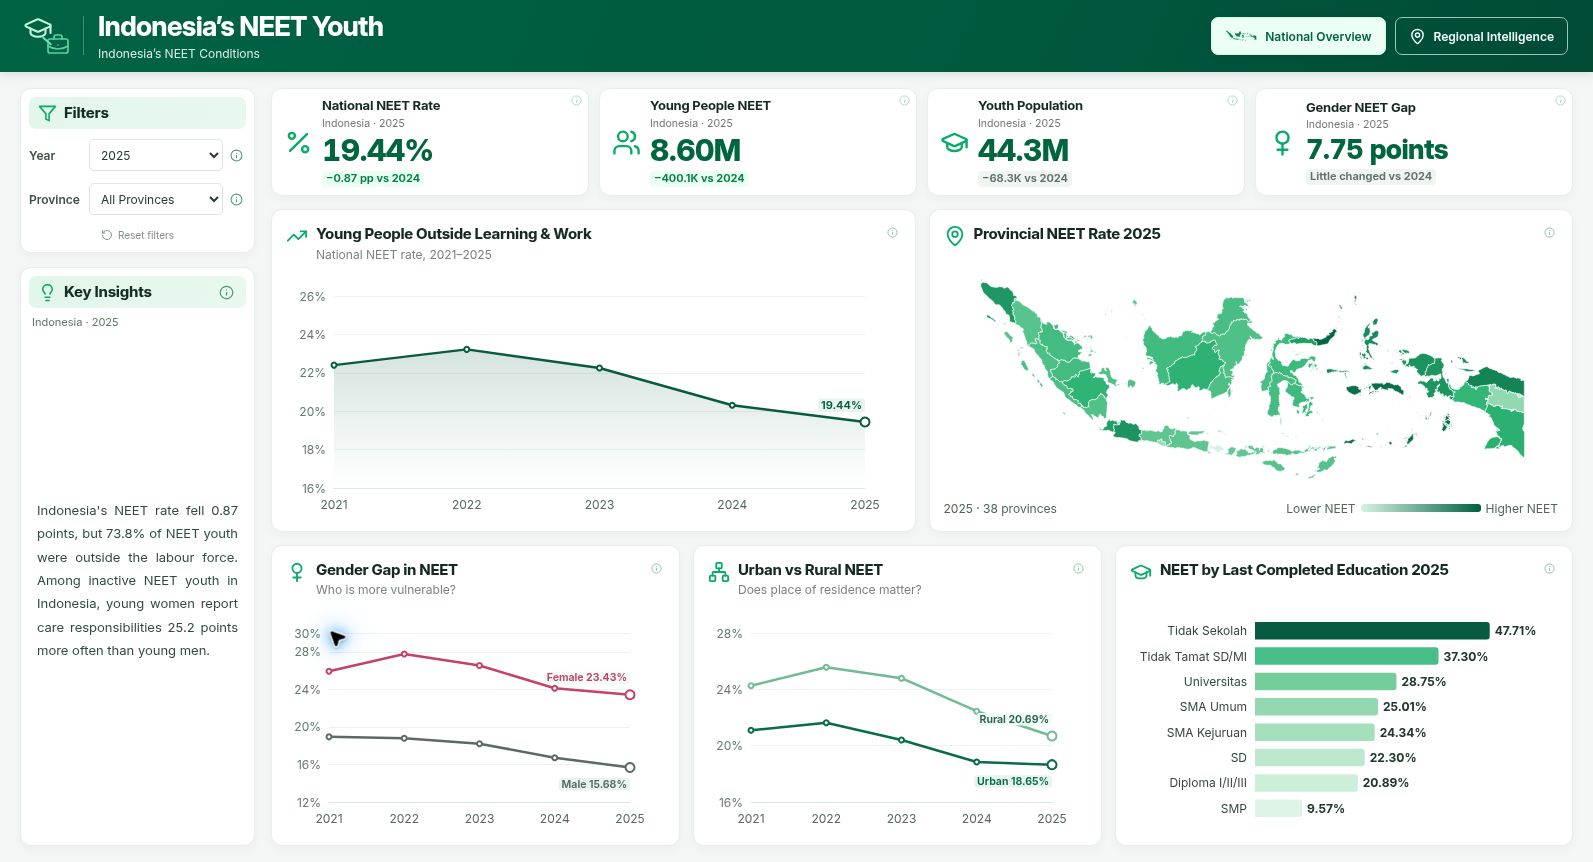 Indonesia’s NEET Youth
Indonesia’s NEET Conditions
National Overview
Regional Intelligence
Filters
Year
2025
Province
All Provinces
Reset filters
Key Insights
Indonesia · 2025
Indonesia's NEET rate fell 0.87
points, but 73.8% of NEET youth
were outside the labour force.
Among inactive NEET youth in
Indonesia, young women report
care responsibilities 25.2 points
more often than young men.
National NEET Rate
Indonesia · 2025
19.44%
−0.87 pp vs 2024
Young People NEET
Indonesia · 2025
8.60M
−400.1K vs 2024
Youth Population
Indonesia · 2025
44.3M
−68.3K vs 2024
Gender NEET Gap
Indonesia · 2025
7.75 points
Little changed vs 2024
Young People Outside Learning & Work
National NEET rate, 2021–2025
26%
24%
22%
20%
18%
16%
19.44%
2021 2022 2023 2024 2025
Provincial NEET Rate 2025
2025 · 38 provinces
Lower NEET
Higher NEET
Gender Gap in NEET
Who is more vulnerable?
30%
28%
24%
20%
16%
12%
Female 23.43%
Male 15.68%
2021 2022 2023 2024 2025
Urban vs Rural NEET
Does place of residence matter?
28%
24%
20%
16%
Rural 20.69%
Urban 18.65%
2021 2022 2023 2024 2025
NEET by Last Completed Education 2025
Tidak Sekolah 47.71%
Tidak Tamat SD/MI 37.30%
Universitas 28.75%
SMA Umum 25.01%
SMA Kejuruan 24.34%
SD 22.30%
Diploma I/II/III 20.89%
SMP 9.57%